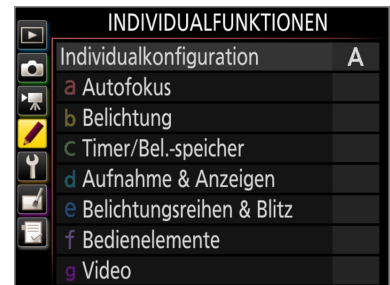 INDIVIDUALFUNKTIONEN
Individualkonfiguration A
a Autofokus
b Belichtung
c Timer/Bel.-speicher
d Aufnahme & Anzeigen
e Belichtungsreihen & Blitz
f Bedienelemente
g Video